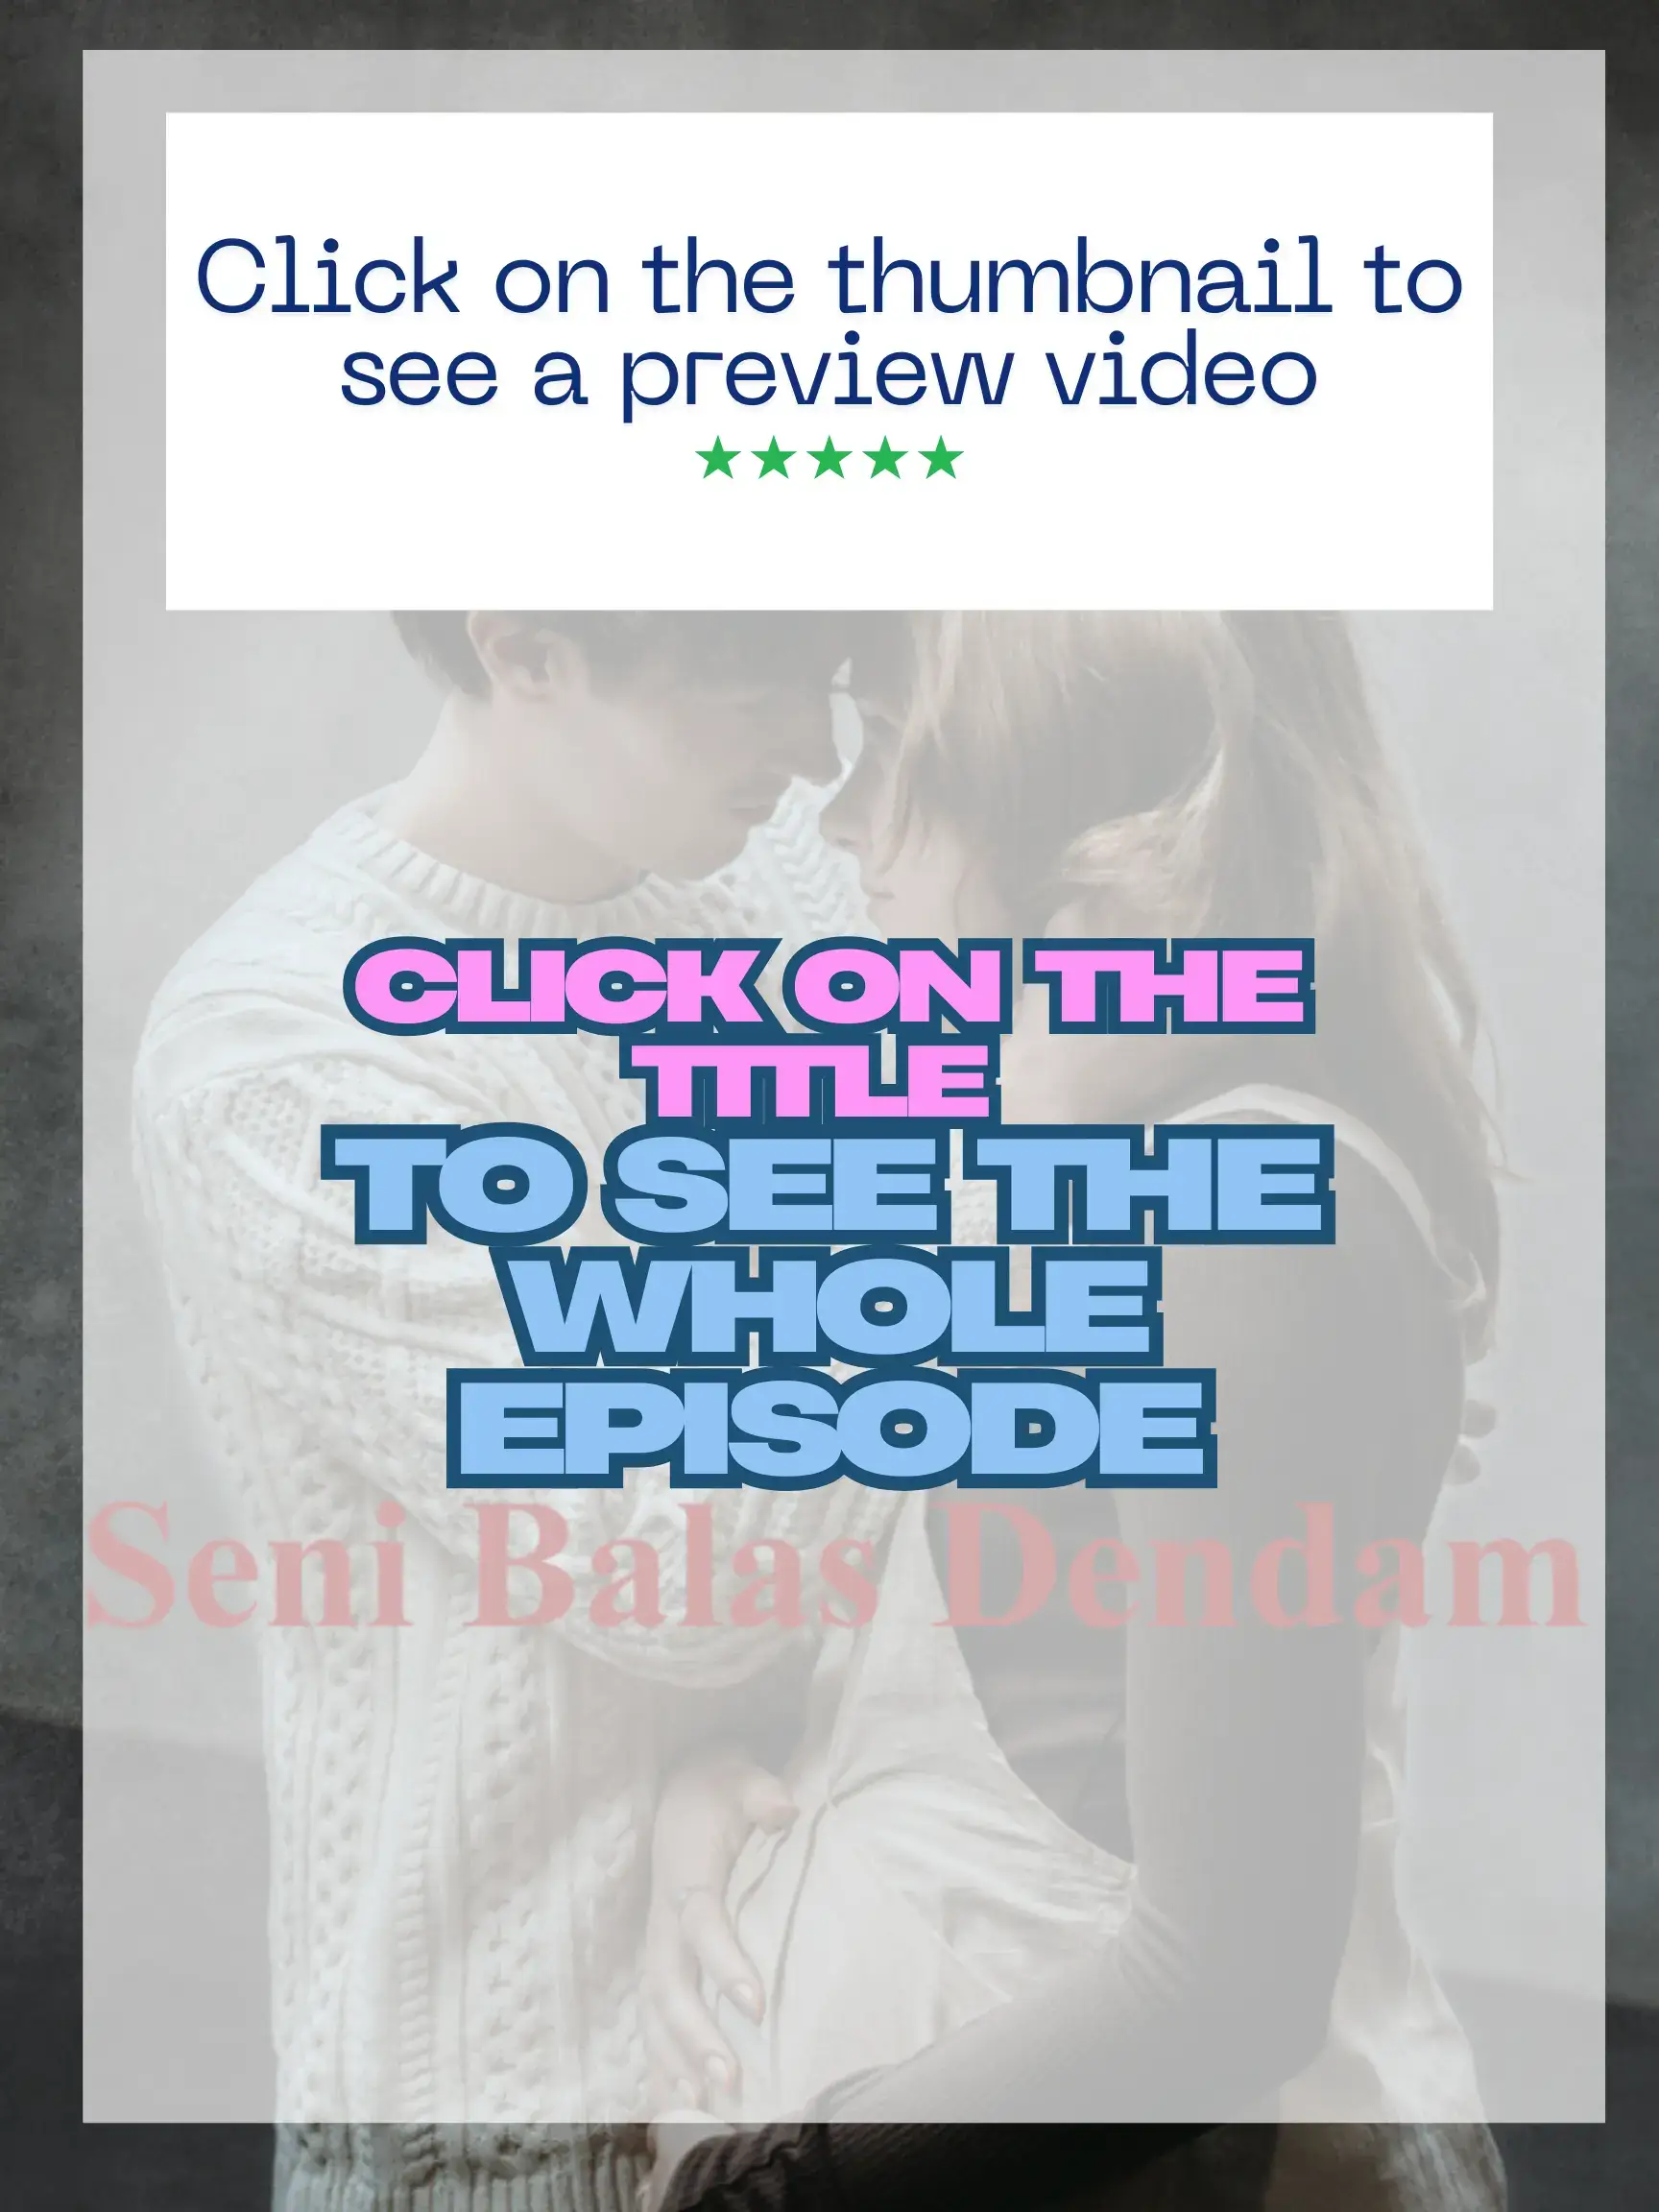 Click on the thumbnail to
see a preview video
★★★★★
CLICK ON THE
TITLE
TO SEE THE
WHOLE
EPISODE
Seni Balas Dendam